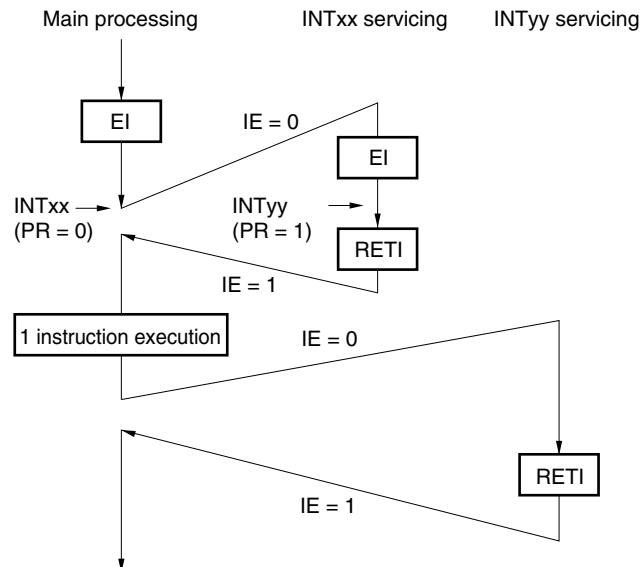 Main processing
INTxx servicing
INTyy servicing
EI
IE = 0
EI
INTxx
(PR = 0)
INTyy
(PR = 1)
RETI
IE = 1
1 instruction execution
IE = 0
RETI
IE = 1